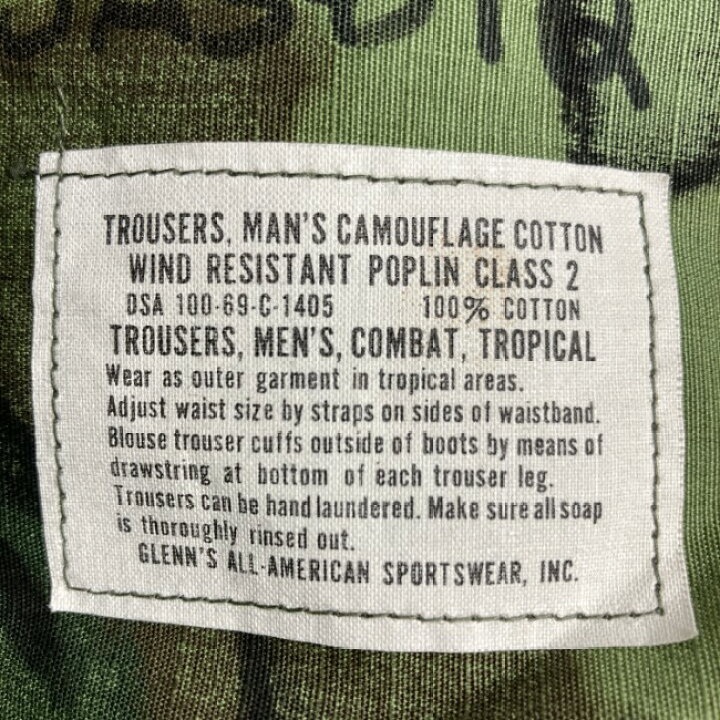 TROUSERS, MAN'S CAMOUFLAGE COTTON
WIND RESISTANT POPLIN CLASS 2
DSA 100-69-C-1405 100% COTTON
TROUSERS, MEN'S, COMBAT, TROPICAL
Wear as outer garment in tropical areas.
Adjust waist size by straps on sides of waistband.
Blouse trouser cuffs outside of boots by means of
drawstring at bottom of each trouser leg.
Trousers can be hand laundered. Make sure all soap
is thoroughly rinsed out.
GLENN'S ALL-AMERICAN SPORTSWEAR, INC.